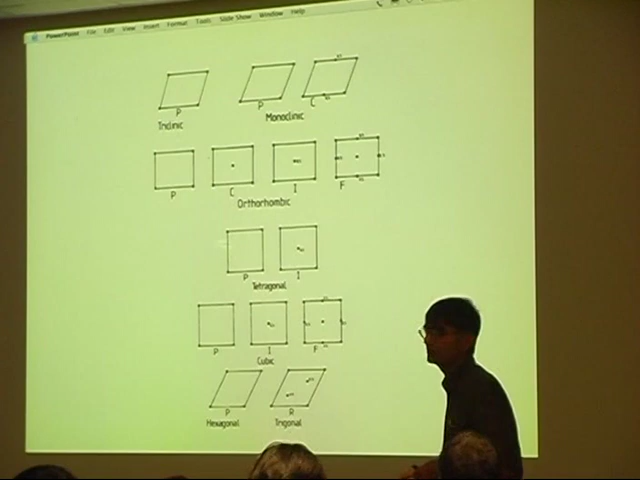 PowerPoint File Edit View Insert Format Tools Slide Show Window Help
P P C
Triclinic Monoclinic
P C I F
Orthorhombic
P I
Tetragonal
P I F
Cubic
P R
Hexagonal Trigonal